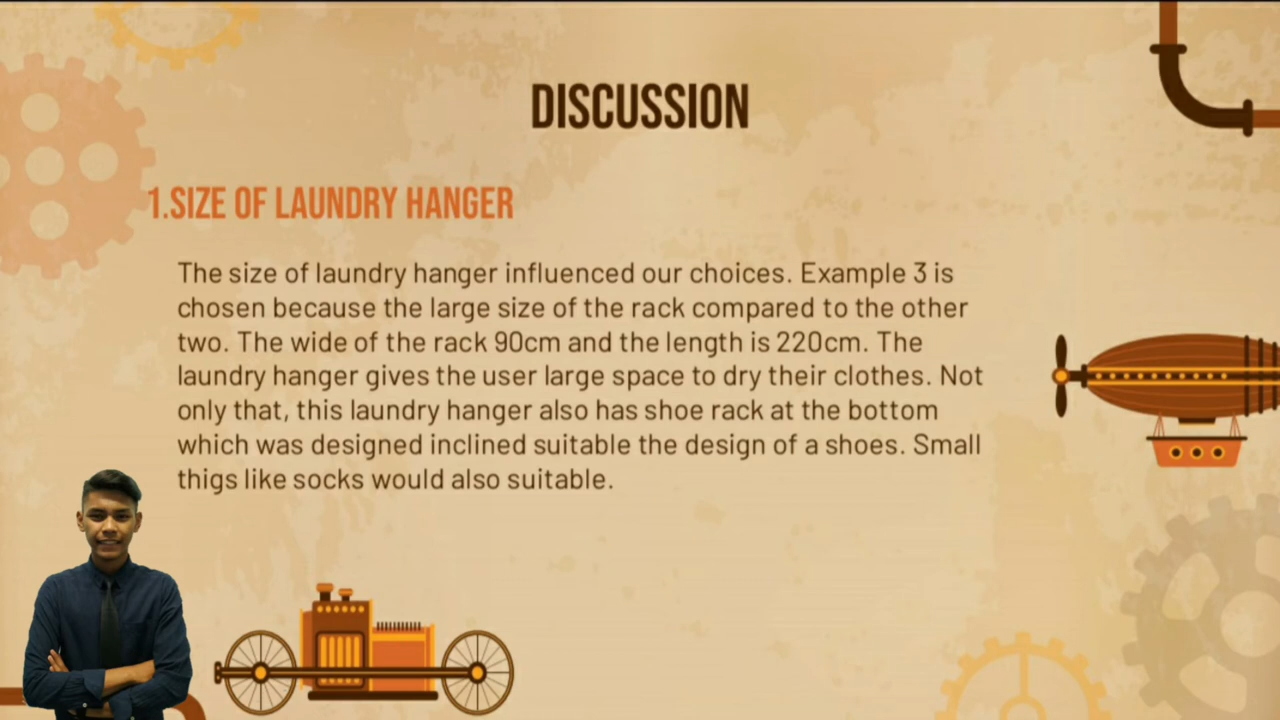 DISCUSSION
1.SIZE OF LAUNDRY HANGER
The size of laundry hanger influenced our choices. Example 3 is
chosen because the large size of the rack compared to the other
two. The wide of the rack 90cm and the length is 220cm. The
laundry hanger gives the user large space to dry their clothes. Not
only that, this laundry hanger also has shoe rack at the bottom
which was designed inclined suitable the design of a shoes. Small
thigs like socks would also suitable.